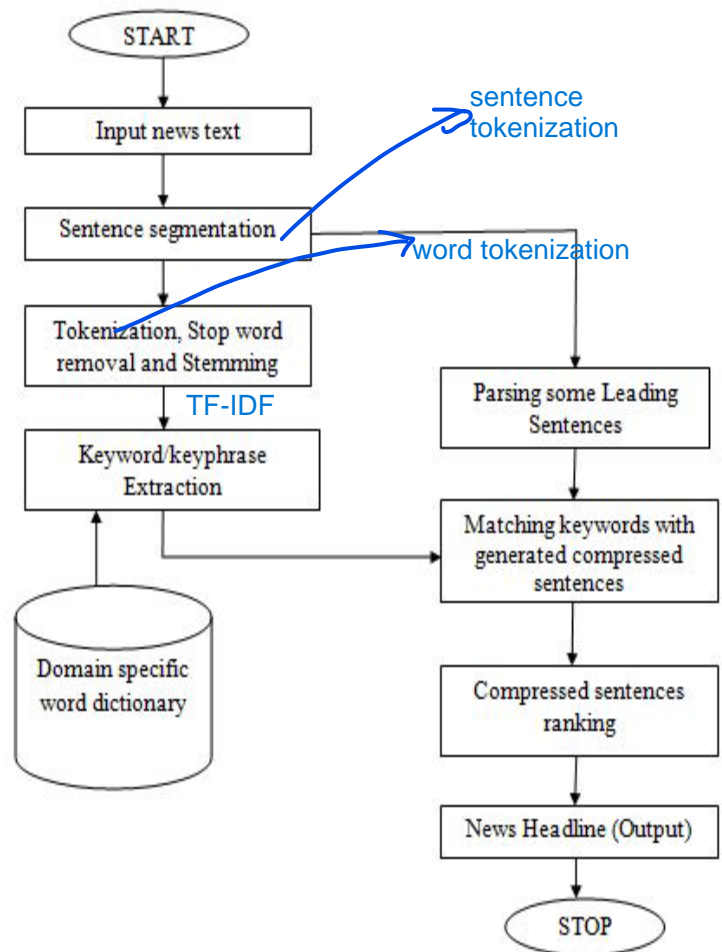 START
Input news text
sentence
tokenization
Sentence segmentation
word tokenization
Tokenization, Stop word
removal and Stemming
TF-IDF
Keyword/keyphrase
Extraction
Domain specific
word dictionary
Parsing some Leading
Sentences
Matching keywords with
generated compressed
sentences
Compressed sentences
ranking
News Headline (Output)
STOP